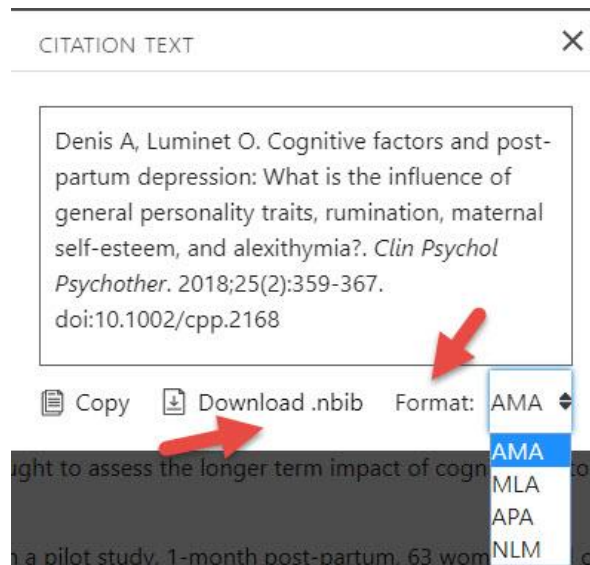 CITATION TEXT
Denis A, Luminet O. Cognitive factors and post-
partum depression: What is the influence of
general personality traits, rumination, maternal
self-esteem, and alexithymia?. Clin Psychol
Psychother. 2018;25(2):359-367.
doi:10.1002/cpp.2168
Copy Download .nbib Format: AMA
AMA
ught to assess the longer term impact of cogn
MLA
APA
NLM
a pilot study, 1-month post-partum, 63 wom